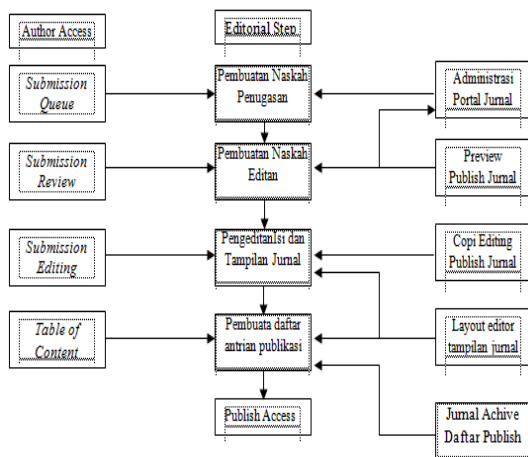 Author Access
Editorial Step
Submission
Queue
Pembuatan Naskah
Penugasan
Administrasi
Portal Jurnal
Submission
Review
Pembuatan Naskah
Editan
Preview
Publish Jurnal
Submission
Editing
PengeditanIsi dan
Tampilan Jurnal
Copi Editing
Publish Jurnal
Table of
Content
Pembuata daftar
antrian publikasi
Layout editor
tampilan jurnal
Publish Access
Jurnal Achive
Daftar Publish